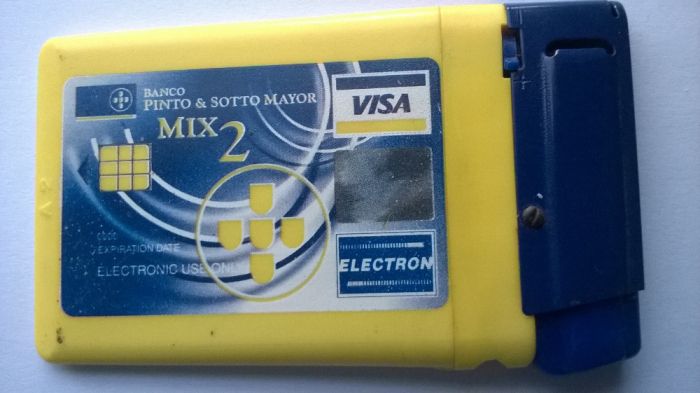 BANCO
PINTO & SOTTO MAYOR
MIX 2
VISA
EXPIRATION DATE
ELECTRONIC USE ONLY
ELECTRON